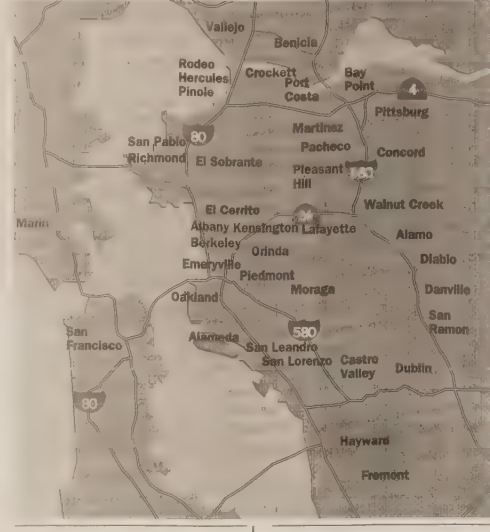 Vallejo
Benicia
Rodeo
Hercules
Pinole
Crockett
Port
Costa
Bay
Point
4
Pittsburg
80
Martinez
Pacheco
Concord
San Pablo
Richmond
El Sobrante
Pleasant
Hill
680
El Cerrito
Walnut Creek
Marin
Albany
Kensington
Lafayette
Alamo
Berkeley
Orinda
Diablo
Emeryville
Piedmont
Moraga
Danville
Oakland
San
Ramon
San
Francisco
Alameda
580
San Leandro
San Lorenzo
Castro
Valley
Dublin
80
Hayward
Fremont